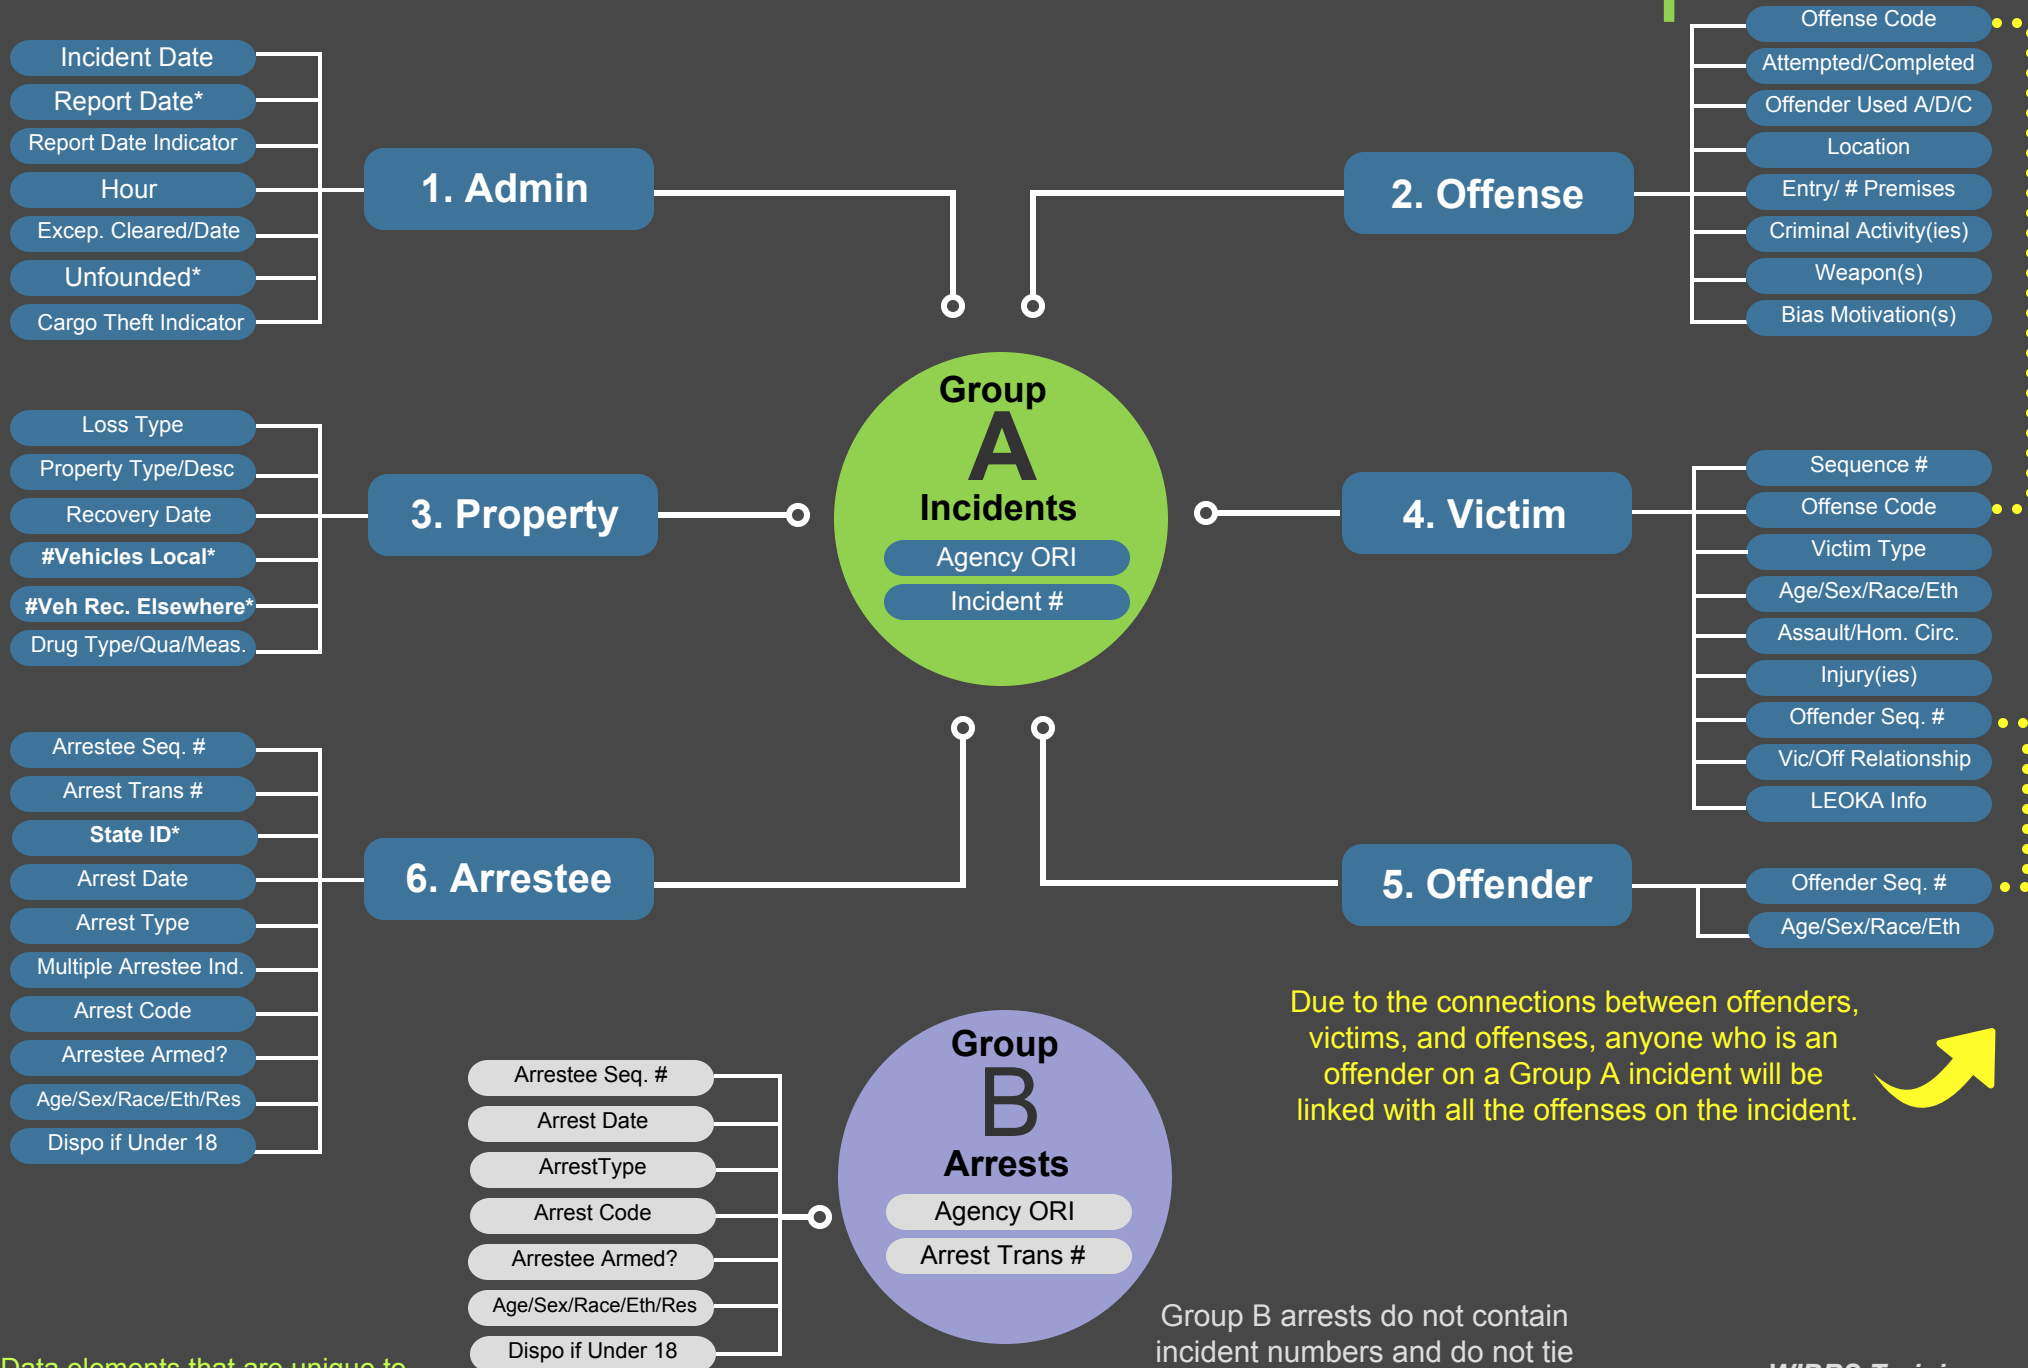 Incident Date
Report Date*
Report Date Indicator
Hour
Excep. Cleared/Date
Unfounded*
Cargo Theft Indicator
1. Admin
2. Offense
Offense Code
Attempted/Completed
Offender Used A/D/C
Location
Entry/ # Premises
Criminal Activity(ies)
Weapon(s)
Bias Motivation(s)
Group
A
Incidents
Agency ORI
Incident #
Loss Type
Property Type/Desc
Recovery Date
#Vehicles Local*
#Veh Rec. Elsewhere*
Drug Type/Qua/Meas.
3. Property
4. Victim
Sequence #
Offense Code
Victim Type
Age/Sex/Race/Eth
Assault/Hom. Circ.
Injury(ies)
Offender Seq. #
Vic/Off Relationship
LEOKA Info
Arrestee Seq. #
Arrest Trans #
State ID*
Arrest Date
Arrest Type
Multiple Arrestee Ind.
Arrest Code
Arrestee Armed?
Age/Sex/Race/Eth/Res
Dispo if Under 18
6. Arrestee
5. Offender
Offender Seq. #
Age/Sex/Race/Eth
Due to the connections between offenders,
victims, and offenses, anyone who is an
offender on a Group A incident will be
linked with all the offenses on the incident.
Arrestee Seq. #
Arrest Date
ArrestType
Arrest Code
Arrestee Armed?
Age/Sex/Race/Eth/Res
Dispo if Under 18
Group
B
Arrests
Agency ORI
Arrest Trans #
Group B arrests do not contain
incident numbers and do not tie
Data elements that are unique to